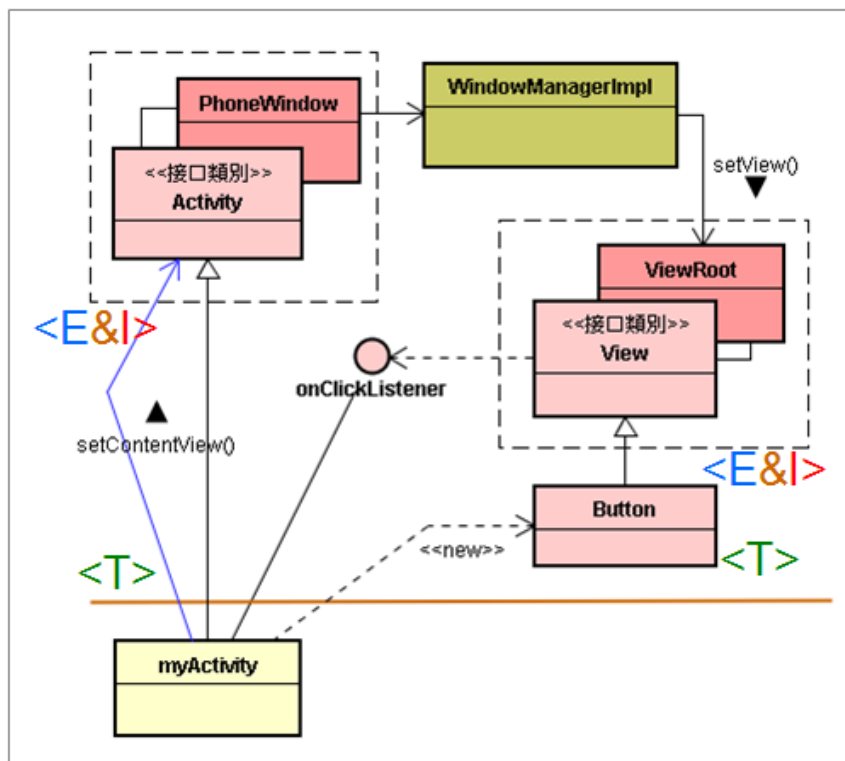 PhoneWindow
WindowManagerImpl
<<接口類別>>
Activity
setView()
▼
ViewRoot
<<接口類別>>
View
<E&I>
onClickListener
▲
setContentView()
<E&I>
Button
<<new>>
<T>
<T>
myActivity